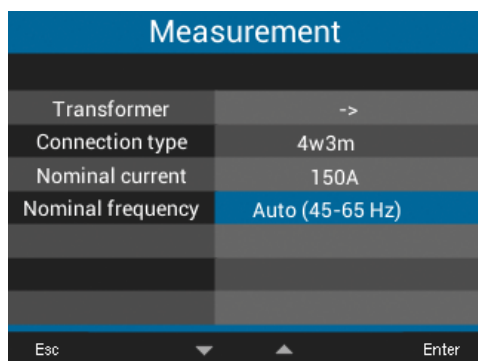 Measurement
Transformer ->
Connection type 4w3m
Nominal current 150A
Nominal frequency Auto (45-65 Hz)
Esc Enter